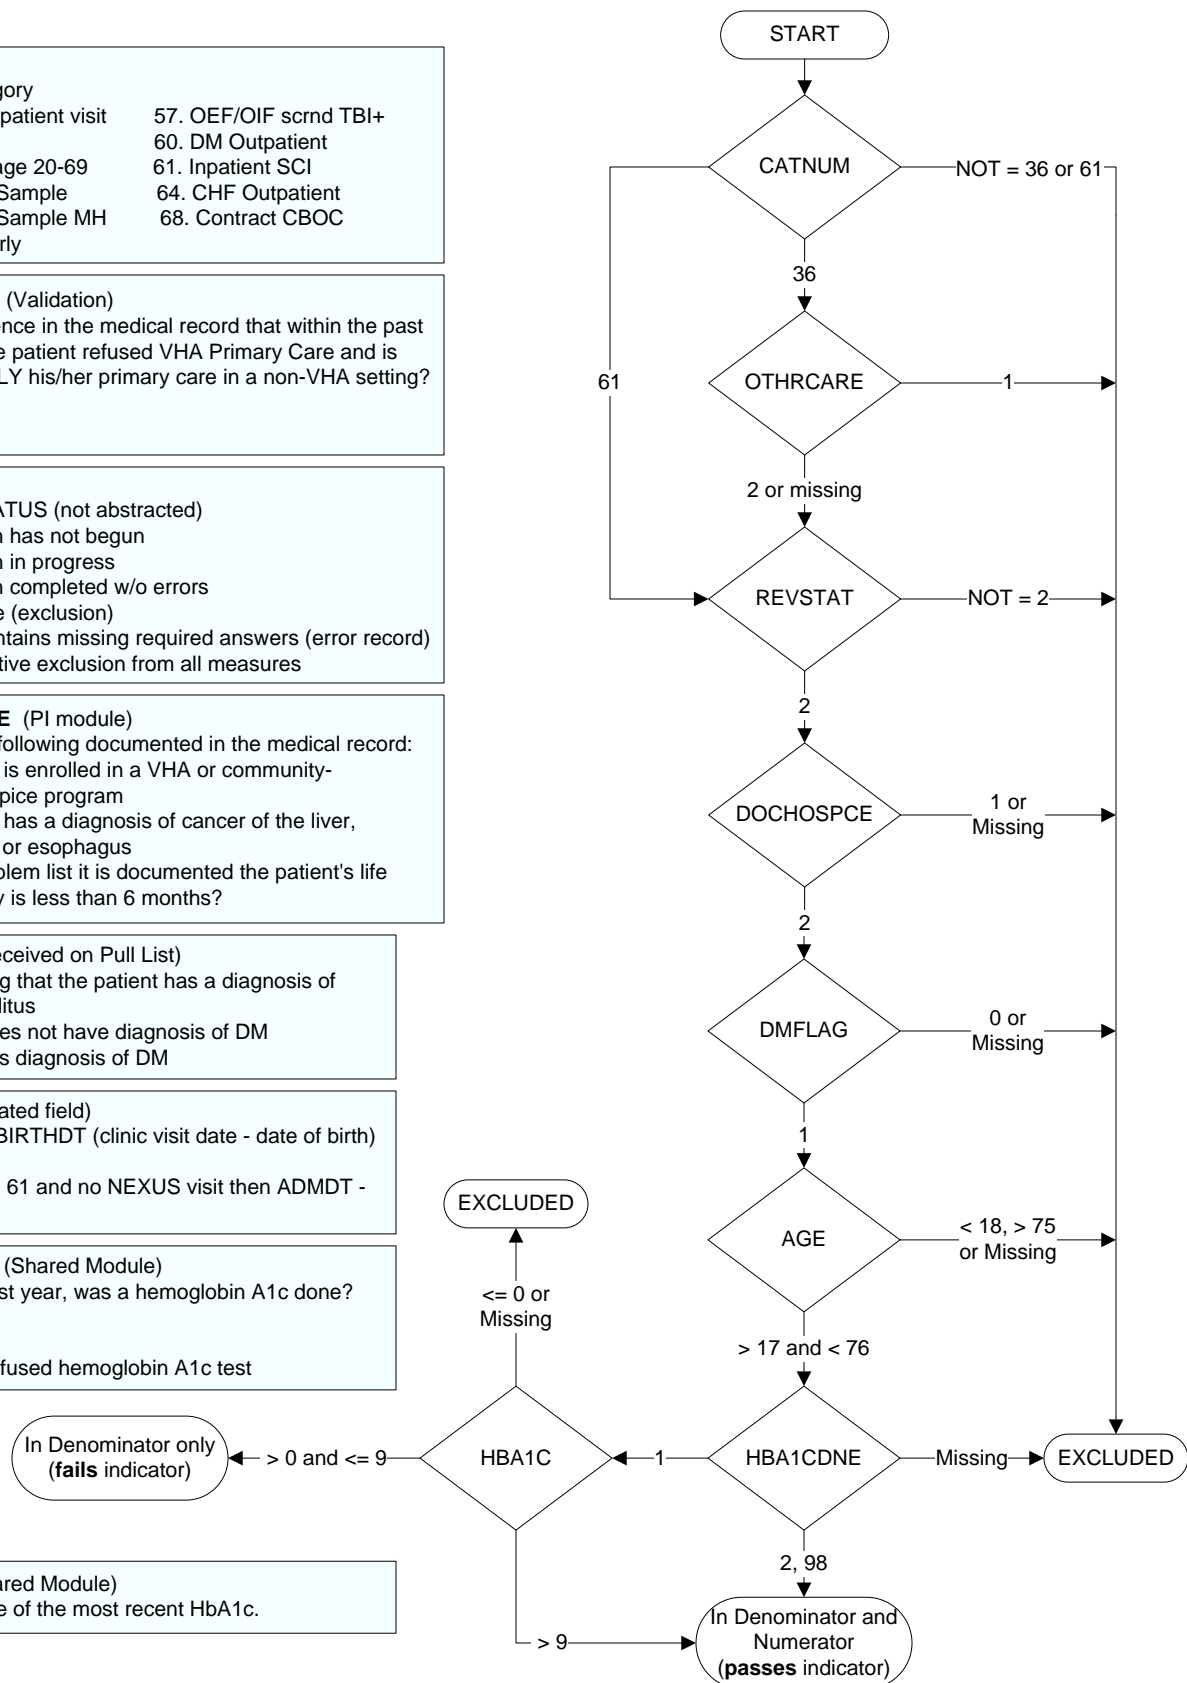 gory
patient visit 57. OEF/OIF scrnd TBI+
60. DM Outpatient
age 20-69 61. Inpatient SCI
Sample 64. CHF Outpatient
Sample MH 68. Contract CBOC
rly
(Validation)
ence in the medical record that within the past
e patient refused VHA Primary Care and is
LY his/her primary care in a non-VHA setting?
ATUS (not abstracted)
n has not begun
n in progress
n completed w/o errors
e (exclusion)
ntains missing required answers (error record)
tive exclusion from all measures
E (PI module)
following documented in the medical record:
is enrolled in a VHA or community-
pice program
has a diagnosis of cancer of the liver,
or esophagus
olem list it is documented the patient's life
y is less than 6 months?
eceived on Pull List)
g that the patient has a diagnosis of
litus
es not have diagnosis of DM
s diagnosis of DM
ated field)
BIRTHDT (clinic visit date - date of birth)
61 and no NEXUS visit then ADMDT -
(Shared Module)
st year, was a hemoglobin A1c done?
fused hemoglobin A1c test
ared Module)
e of the most recent HbA1c.
START
CATNUM
NOT = 36 or 61
36
61
OTHRCARE
1
2 or missing
REVSTAT
NOT = 2
2
DOCHOSPCE
1 or
Missing
2
DMFLAG
0 or
Missing
1
AGE
< 18, > 75
or Missing
> 17 and < 76
HBA1CDNE
Missing
EXCLUDED
1
HBA1C
<= 0 or
Missing
EXCLUDED
> 0 and <= 9
In Denominator only
(fails indicator)
2, 98
> 9
In Denominator and
Numerator
(passes indicator)